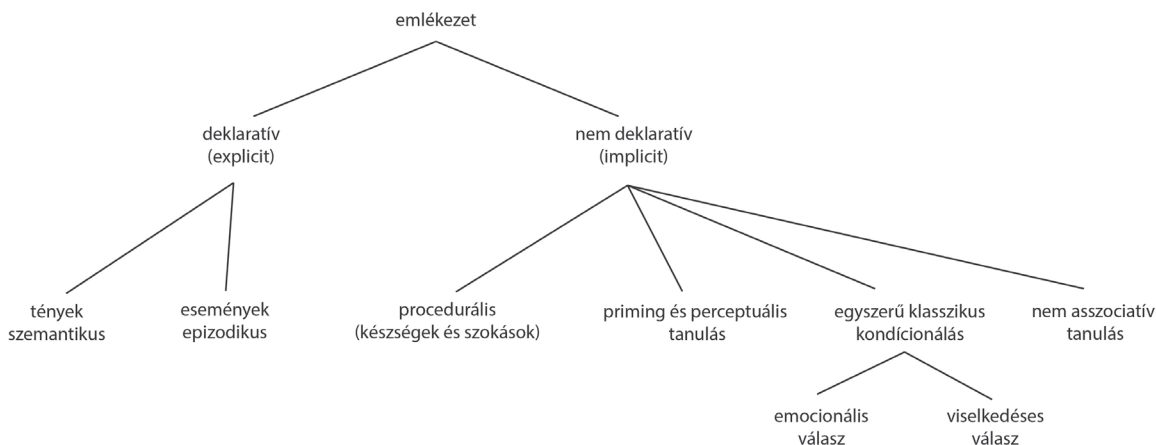 emlékezet
deklaratív
(explicit)
nem deklaratív
(implicit)
tények
szemantikus
események
epizodikus
procedurális
(készségek és szokások)
priming és perceptuális
tanulás
egyszerű klasszikus
kondícionálás
nem asszociatív
tanulás
emocionális
válasz
viselkedéses
válasz